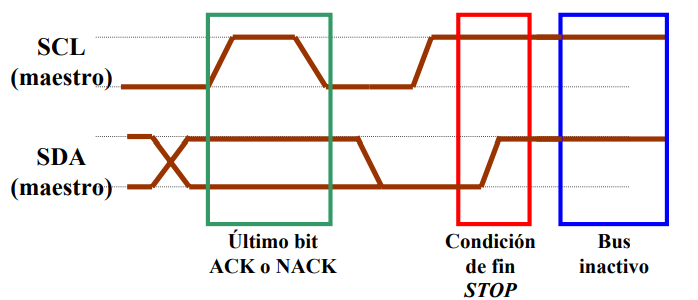 SCL
(maestro)
SDA
(maestro)
Último bit
ACK o NACK
Condición
de fin
STOP
Bus
inactivo